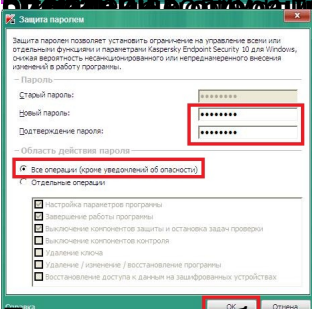 Защита паролем
Защита паролем позволяет установить ограничение на управление всеми или
отдельными функциями и параметрами Kaspersky Endpoint Security 10 для Windows,
снижая вероятность несанкционированного или непреднамеренного внесения
изменений в работу программы.
Пароль
Старый пароль:
Новый пароль:
Подтверждение пароля:
Область действия пароля
Все операции (кроме уведомлений об опасности)
Отдельные операции
Настройка параметров программы
Завершение работы программы
Выключение компонентов защиты и остановка задач проверки
Выключение компонентов контроля
Удаление ключа
Удаление / изменение / восстановление программы
Восстановление доступа к данным на зашифрованных устройствах
Справка OK Отмена